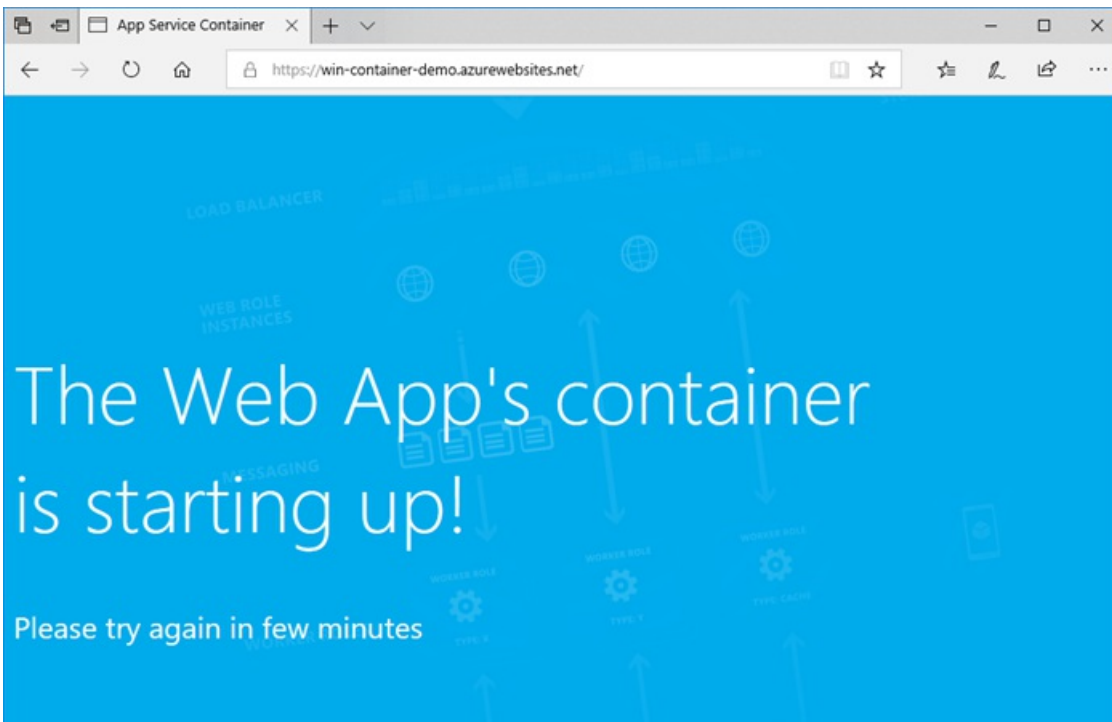 App Service Container
https://win-container-demo.azurewebsites.net/
LOAD BALANCER
WEB ROLE
INSTANCES
The Web App's container
MESSAGING
is starting up!
WORKER ROLE
WORKER ROLE
WORKER ROLE
TYPE: CACHE
Please try again in few minutes